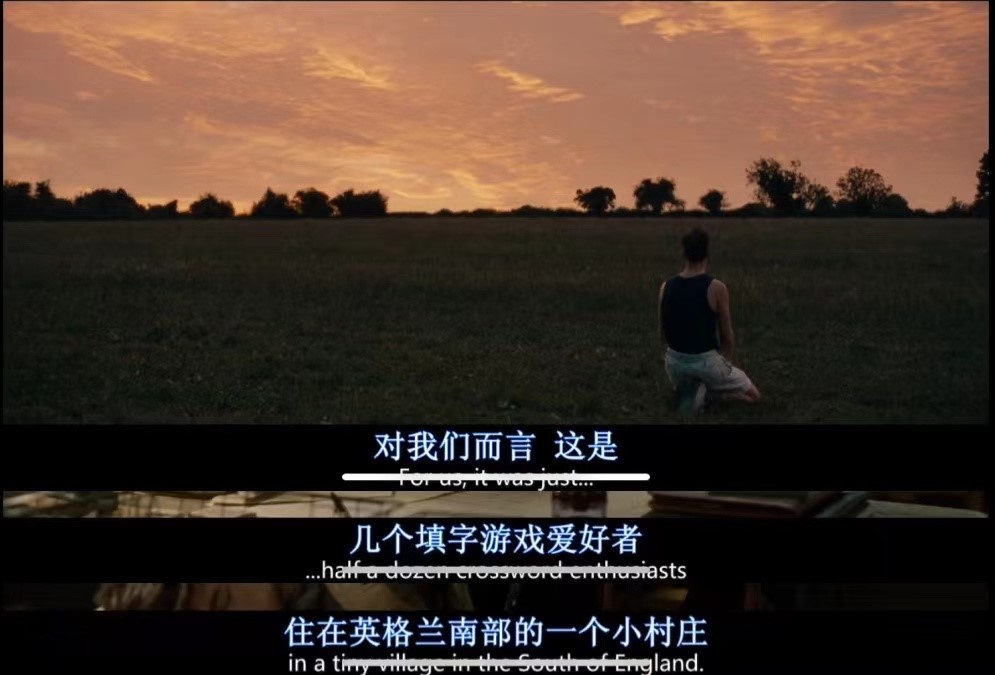 对我们而言 这是
For us, it was just...
几个填字游戏爱好者
...half a dozen crossword enthusiasts
住在英格兰南部的一个小村庄
in a tiny village in the South of England.